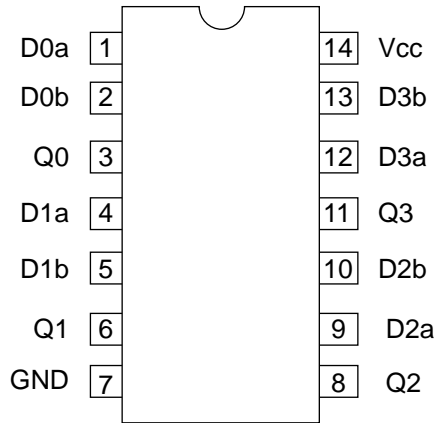 D0a 1 14 Vcc
D0b 2 13 D3b
Q0 3 12 D3a
D1a 4 11 Q3
D1b 5 10 D2b
Q1 6 9 D2a
GND 7 8 Q2